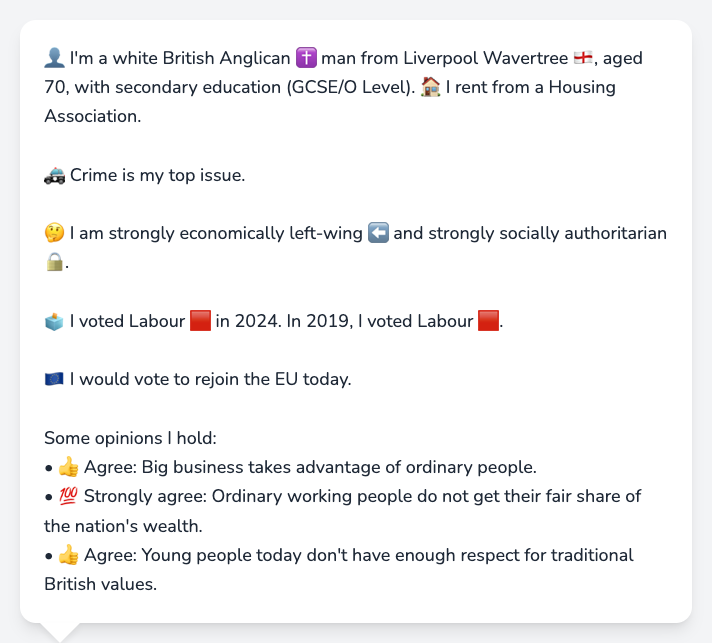 👤 I'm a white British Anglican ✝️ man from Liverpool Wavertree 🏴󠁧󠁢󠁥󠁮󠁧󠁿, aged
70, with secondary education (GCSE/O Level). 🏠 I rent from a Housing
Association.
🚓 Crime is my top issue.
🤔 I am strongly economically left-wing ⬅️ and strongly socially authoritarian
🔒.
🗳️ I voted Labour 🟥 in 2024. In 2019, I voted Labour 🟥.
🇪🇺 I would vote to rejoin the EU today.
Some opinions I hold:
• 👍 Agree: Big business takes advantage of ordinary people.
• 💯 Strongly agree: Ordinary working people do not get their fair share of
the nation's wealth.
• 👍 Agree: Young people today don't have enough respect for traditional
British values.